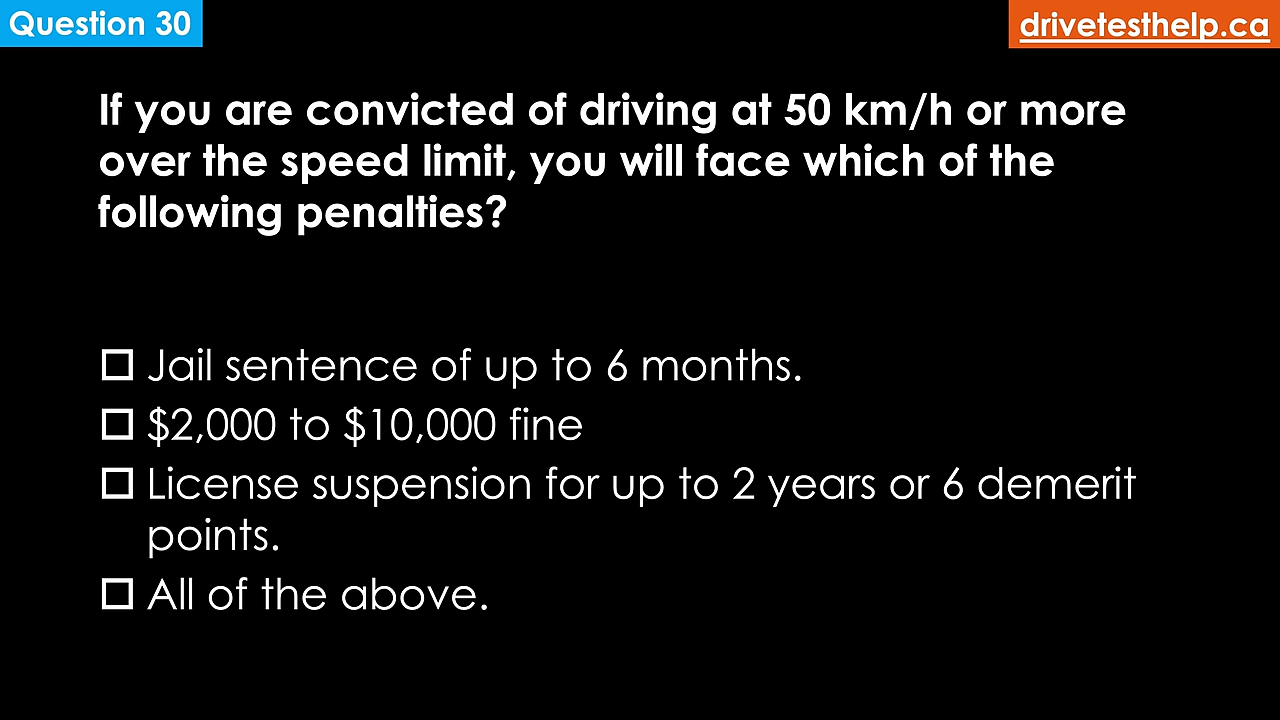 Question 30
drivetesthelp.ca
If you are convicted of driving at 50 km/h or more
over the speed limit, you will face which of the
following penalties?
Jail sentence of up to 6 months.
$2,000 to $10,000 fine
License suspension for up to 2 years or 6 demerit
points.
All of the above.